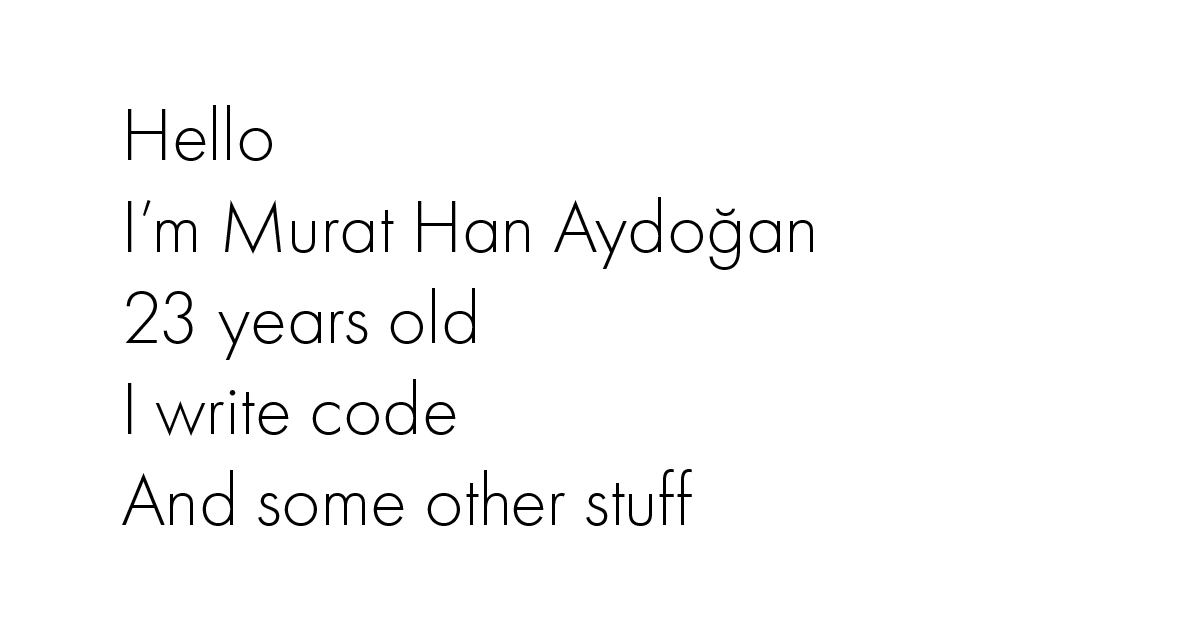 Hello
I’m Murat Han Aydoğan
23 years old
I write code
And some other stuff